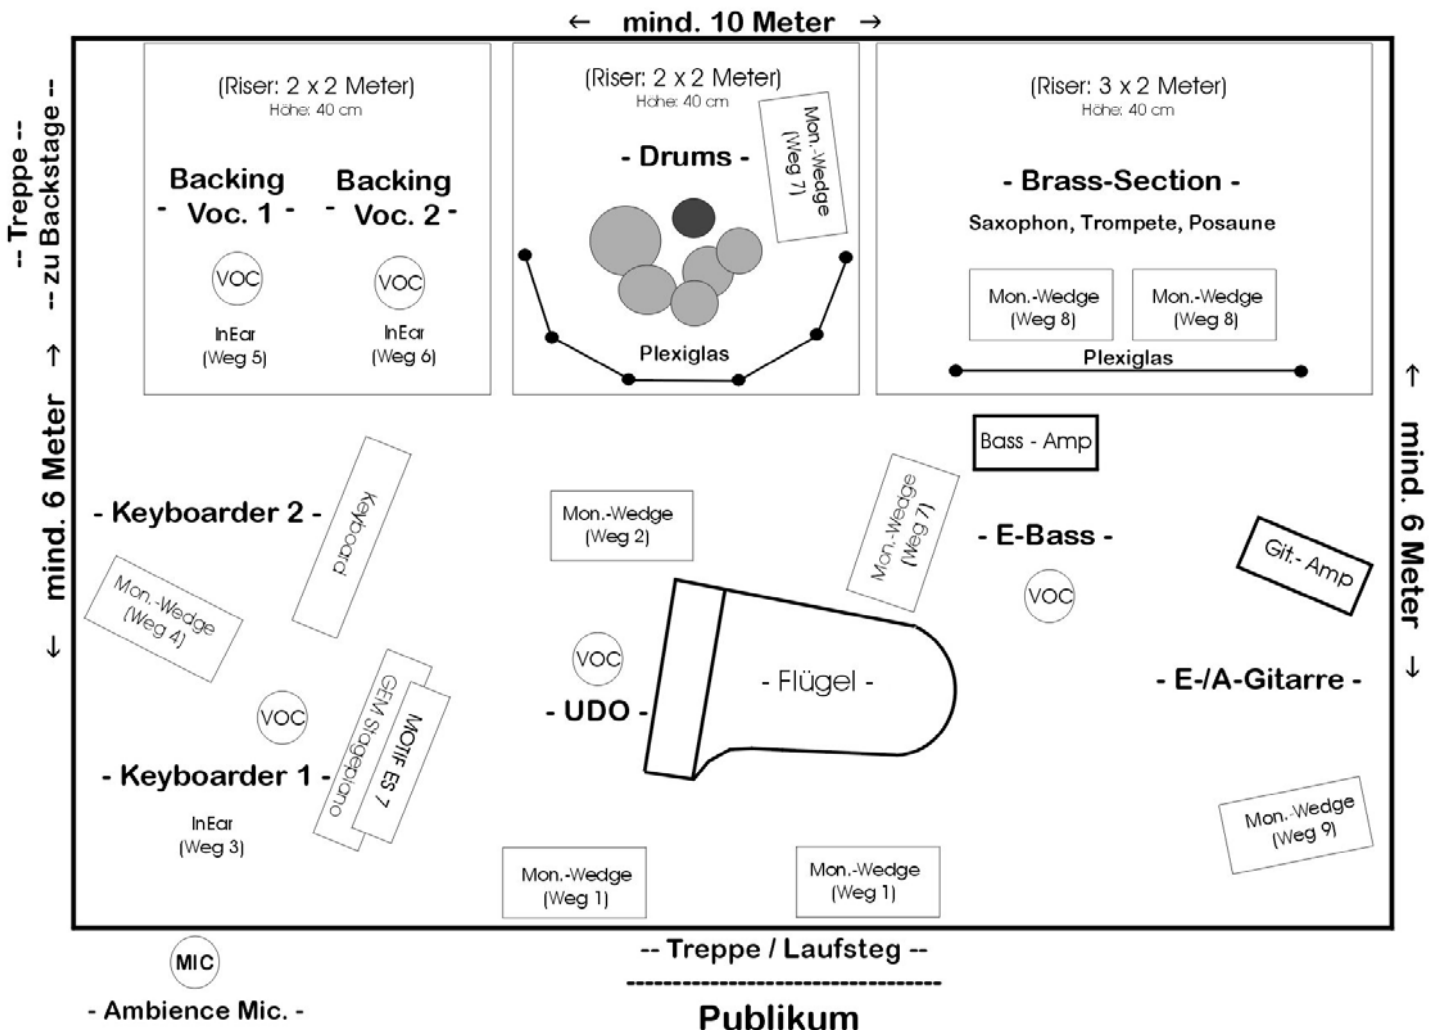 ← mind. 10 Meter →
-- Treppe --
-- zu Backstage --
(Riser: 2 x 2 Meter)
Höhe: 40 cm
Backing
- Voc. 1 -
Backing
- Voc. 2 -
VOC
VOC
InEar
(Weg 5)
InEar
(Weg 6)
(Riser: 2 x 2 Meter)
Höhe: 40 cm
- Drums -
Mon.-Wedge
(Weg 7)
Plexiglas
(Riser: 3 x 2 Meter)
Höhe: 40 cm
- Brass-Section -
Saxophon, Trompete, Posaune
Mon.-Wedge
(Weg 8)
Mon.-Wedge
(Weg 8)
Plexiglas
← mind. 6 Meter →
← mind. 6 Meter →
- Keyboarder 2 -
Keyboard
Mon.-Wedge
(Weg 4)
VOC
- Keyboarder 1 -
InEar
(Weg 3)
GEM Stagepiano
MOTIF ES 7
Mon.-Wedge
(Weg 2)
VOC
- UDO -
- Flügel -
Mon.-Wedge
(Weg 7)
Bass - Amp
- E-Bass -
VOC
Git.- Amp
- E-/A-Gitarre -
Mon.-Wedge
(Weg 9)
Mon.-Wedge
(Weg 1)
Mon.-Wedge
(Weg 1)
MIC
- Ambience Mic. -
-- Treppe / Laufsteg --
------------------------------
Publikum